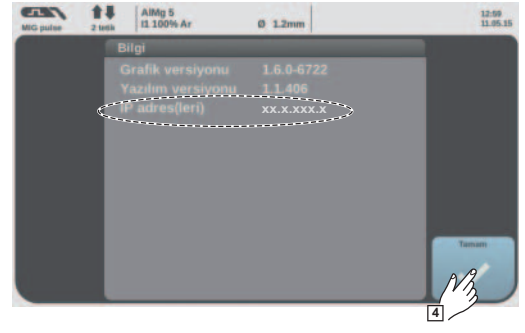 MIG pulse
2 tetik
AlMg 5
I1 100% Ar
Ø 1.2mm
12:59
11.05.15
Bilgi
Grafik versiyonu 1.6.0-6722
Yazılım versiyonu 1.1.406
IP adres(leri) xx.x.xxx.x
Tamam
4